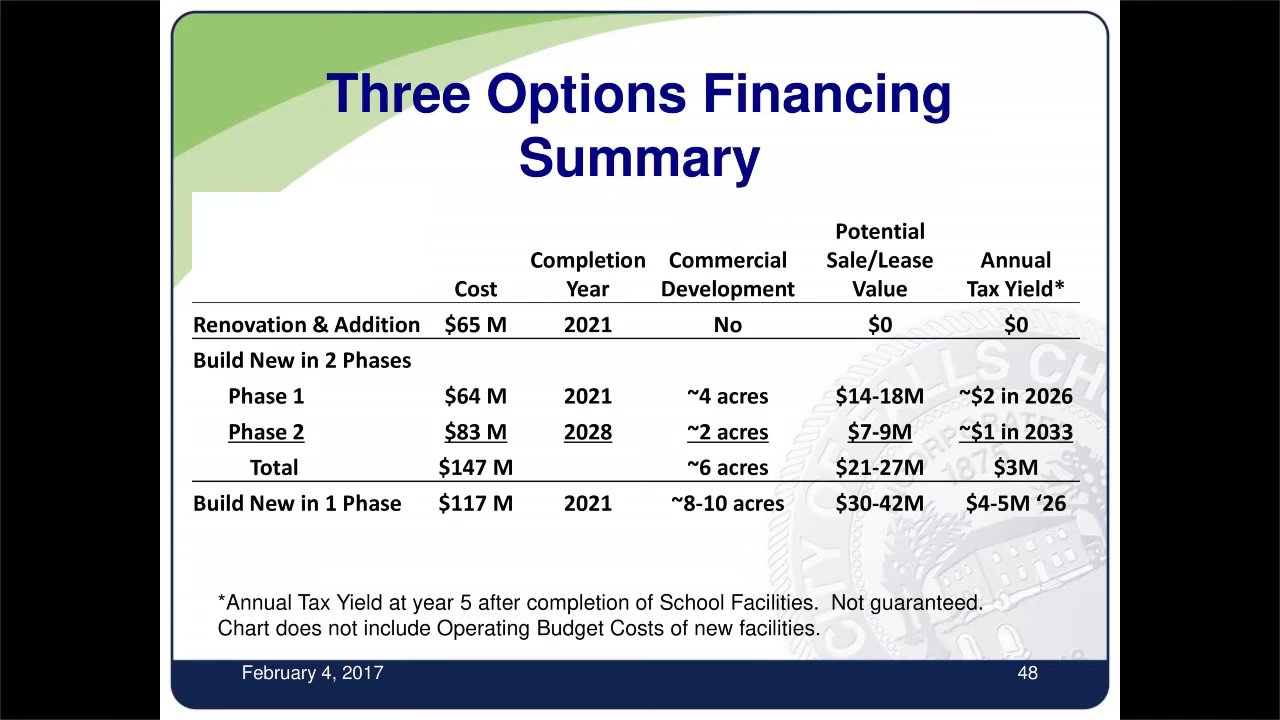 Three Options Financing
Summary
Potential
Completion Commercial Sale/Lease Annual
Cost Year Development Value Tax Yield*
Renovation & Addition $65 M 2021 No $0 $0
Build New in 2 Phases
Phase 1 $64 M 2021 ~4 acres $14-18M ~$2 in 2026
Phase 2 $83 M 2028 ~2 acres $7-9M ~$1 in 2033
Total $147 M ~6 acres $21-27M $3M
Build New in 1 Phase $117 M 2021 ~8-10 acres $30-42M $4-5M ‘26
*Annual Tax Yield at year 5 after completion of School Facilities. Not guaranteed.
Chart does not include Operating Budget Costs of new facilities.
February 4, 2017 48
CITY OF
INCORPORATED
1875